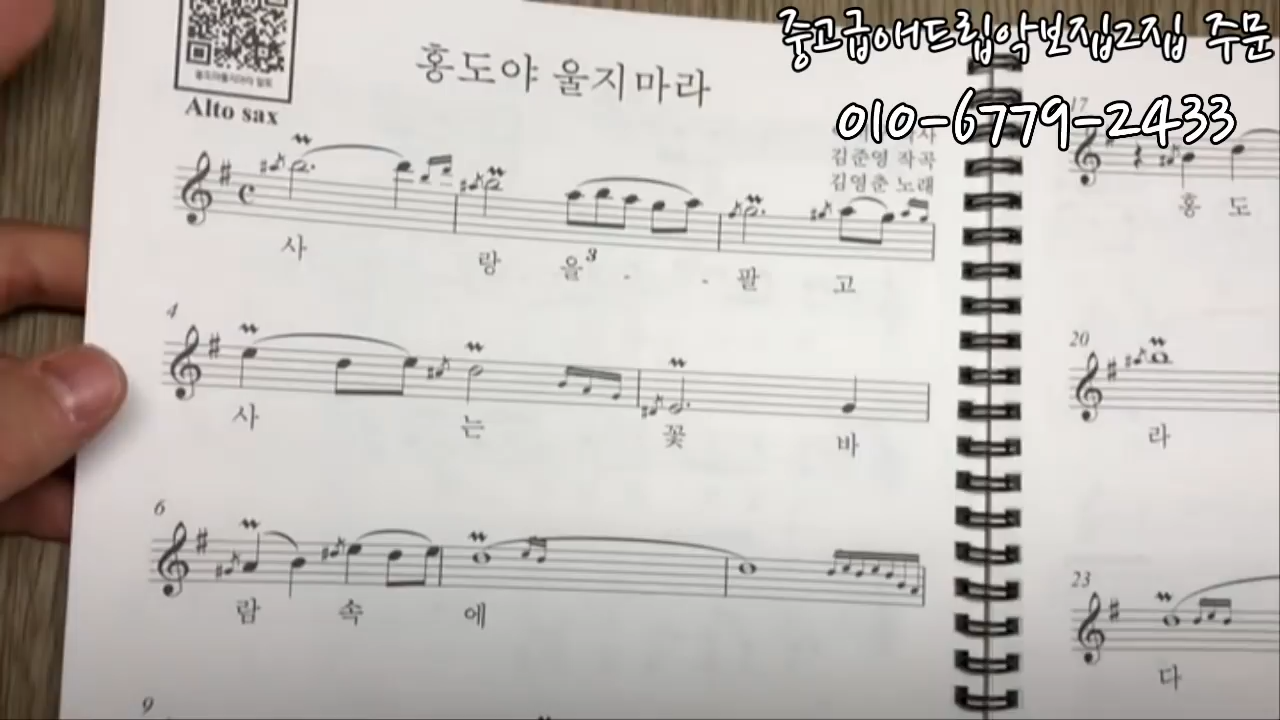 중고급애드립악보집2집 주문
010-6779-2433
홍도야 울지마라
Alto sax
김준영 작곡
김영춘 노래
사 랑 을 - - 팔 고
3
4
사 는 꽃 바
6
람 속 에
9
17
홍 도
20
라
23
다